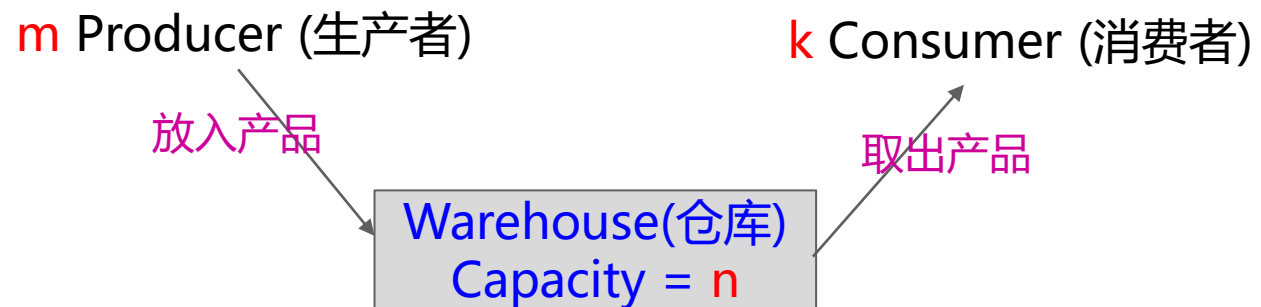 m Producer (生产者)
k Consumer (消费者)
放入产品
取出产品
Warehouse(仓库)
Capacity = n